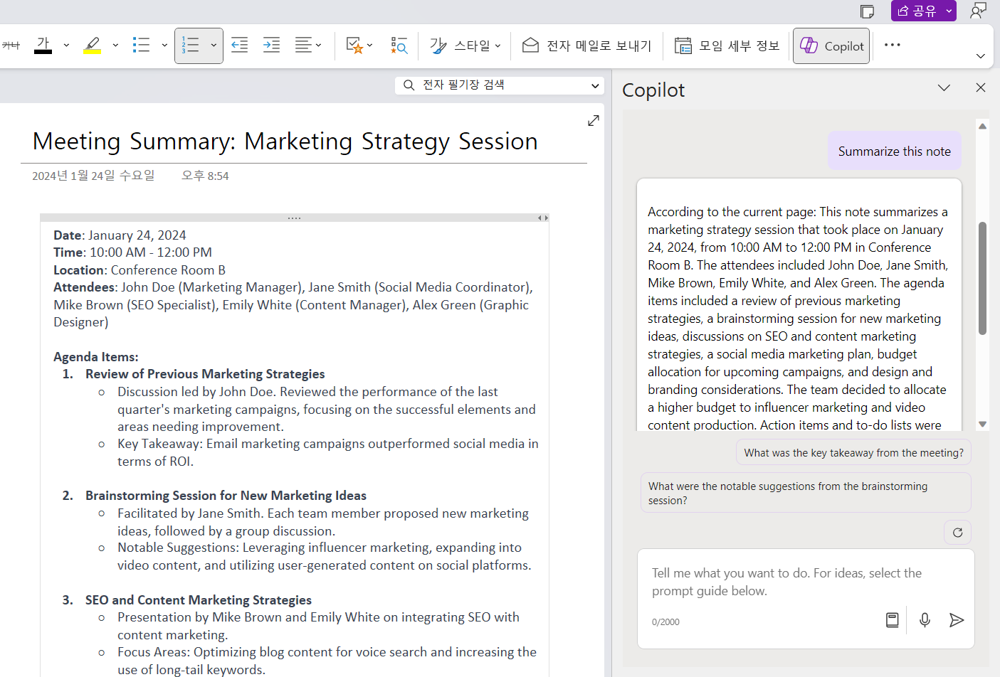 공유
가나
가
스타일
전자 메일로 보내기
모임 세부 정보
Copilot
전자 필기장 검색
Meeting Summary: Marketing Strategy Session
2024년 1월 24일 수요일 오후 8:54
Date: January 24, 2024
Time: 10:00 AM - 12:00 PM
Location: Conference Room B
Attendees: John Doe (Marketing Manager), Jane Smith (Social Media Coordinator),
Mike Brown (SEO Specialist), Emily White (Content Manager), Alex Green (Graphic
Designer)
Agenda Items:
1. Review of Previous Marketing Strategies
○ Discussion led by John Doe. Reviewed the performance of the last
quarter's marketing campaigns, focusing on the successful elements and
areas needing improvement.
○ Key Takeaway: Email marketing campaigns outperformed social media in
terms of ROI.
2. Brainstorming Session for New Marketing Ideas
○ Facilitated by Jane Smith. Each team member proposed new marketing
ideas, followed by a group discussion.
○ Notable Suggestions: Leveraging influencer marketing, expanding into
video content, and utilizing user-generated content on social platforms.
3. SEO and Content Marketing Strategies
○ Presentation by Mike Brown and Emily White on integrating SEO with
content marketing.
○ Focus Areas: Optimizing blog content for voice search and increasing the
use of long-tail keywords.
Copilot
Summarize this note
According to the current page: This note summarizes a
marketing strategy session that took place on January
24, 2024, from 10:00 AM to 12:00 PM in Conference
Room B. The attendees included John Doe, Jane Smith,
Mike Brown, Emily White, and Alex Green. The agenda
items included a review of previous marketing
strategies, a brainstorming session for new marketing
ideas, discussions on SEO and content marketing
strategies, a social media marketing plan, budget
allocation for upcoming campaigns, and design and
branding considerations. The team decided to allocate
a higher budget to influencer marketing and video
content production. Action items and to-do lists were
What was the key takeaway from the meeting?
What were the notable suggestions from the brainstorming
session?
Tell me what you want to do. For ideas, select the
prompt guide below.
0/2000